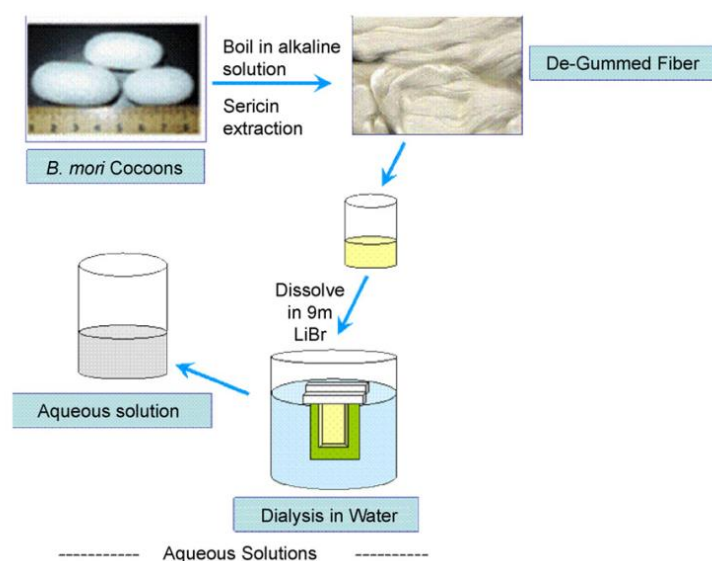 Boil in alkaline
solution
Sericin
extraction
De-Gummed Fiber
B. mori Cocoons
Dissolve
in 9m
LiBr
Aqueous solution
Dialysis in Water
----------- Aqueous Solutions ----------